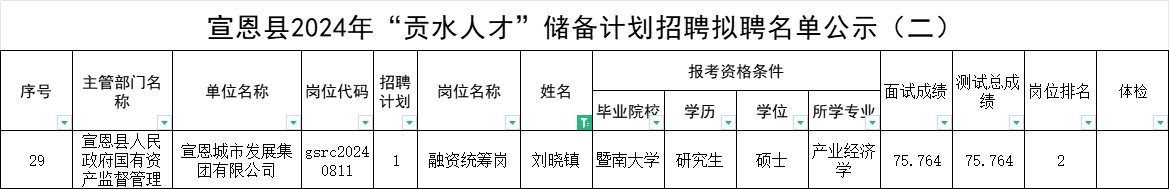 宣恩县2024年“贡水人才”储备计划招聘拟聘名单公示（二）
序号
主管部门名
称
单位名称
岗位代码
招聘
计划
岗位名称
姓名
报考资格条件
毕业院校
学历
学位
所学专业
面试成绩
测试总成
绩
岗位排名
体检
29
宣恩县人民
政府国有资
产监督管理
宣恩城市发展集
团有限公司
gsrc2024
0811
1
融资统筹岗
刘晓镇
暨南大学
研究生
硕士
产业经济
学
75.764
75.764
2